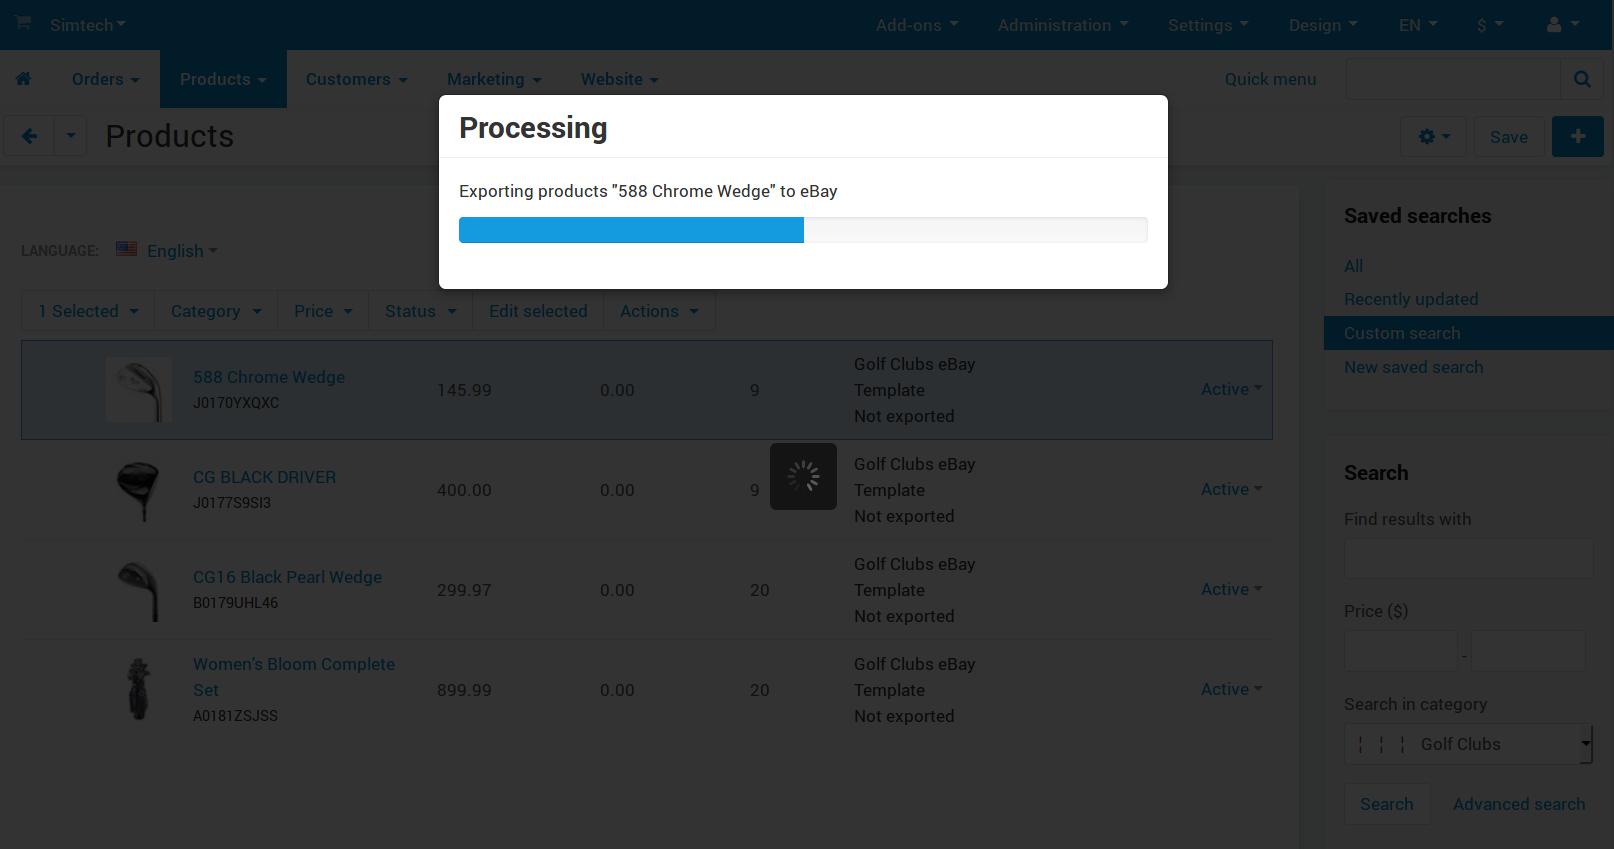 Simtech
Add-ons
Administration
Settings
Design
EN
$
Orders
Products
Customers
Marketing
Website
Quick menu
Products
Save
Processing
Exporting products "588 Chrome Wedge" to eBay
LANGUAGE:
English
1 Selected
Category
Price
Status
Edit selected
Actions
588 Chrome Wedge
J0170YXQXC
145.99
0.00
9
Golf Clubs eBay
Template
Not exported
Active
CG BLACK DRIVER
J0177S9SI3
400.00
0.00
9
Golf Clubs eBay
Template
Not exported
Active
CG16 Black Pearl Wedge
B0179UHL46
299.97
0.00
20
Golf Clubs eBay
Template
Not exported
Active
Women's Bloom Complete
Set
A0181ZSJSS
899.99
0.00
20
Golf Clubs eBay
Template
Not exported
Active
Saved searches
All
Recently updated
Custom search
New saved search
Search
Find results with
Price ($)
-
Search in category
¦ ¦ ¦ Golf Clubs
Search
Advanced search